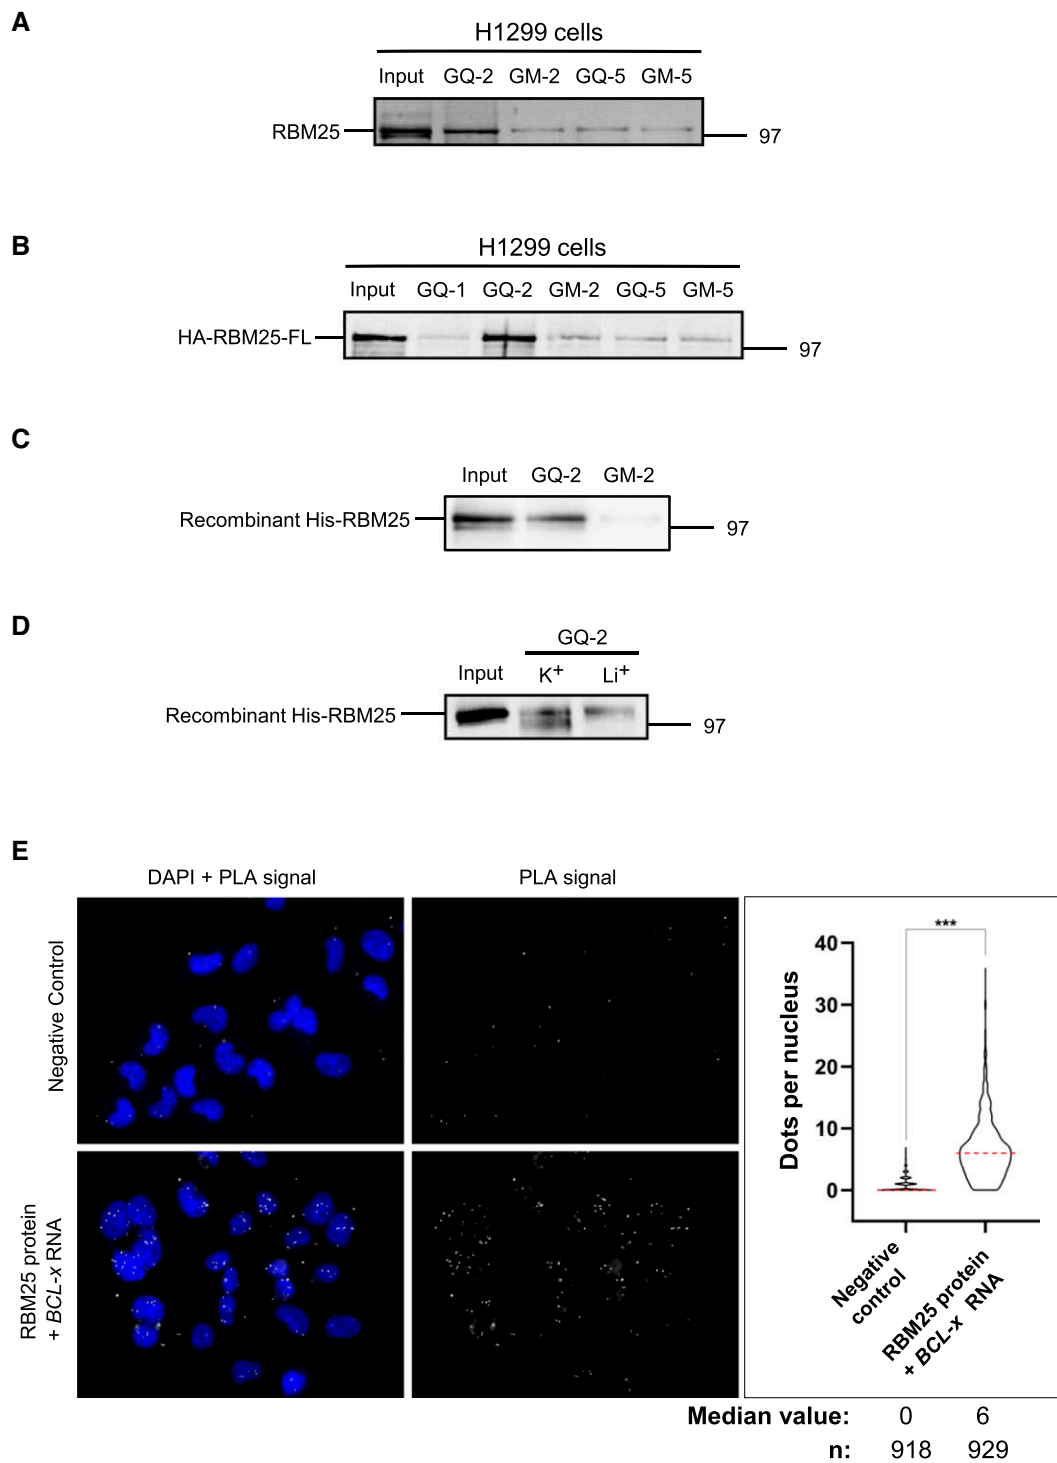 A
H1299 cells
Input GQ-2 GM-2 GQ-5 GM-5
RBM25
97
B
H1299 cells
Input GQ-1 GQ-2 GM-2 GQ-5 GM-5
HA-RBM25-FL
97
C
Input GQ-2 GM-2
Recombinant His-RBM25
97
D
GQ-2
Input K+ Li+
Recombinant His-RBM25
97
E
DAPI + PLA signal
PLA signal
Negative Control
RBM25 protein
+ BCL-x RNA
Dots per nucleus
***
40
30
20
10
0
Negative
control
RBM25 protein
+ BCL-x RNA
Median value: 0 6
n: 918 929